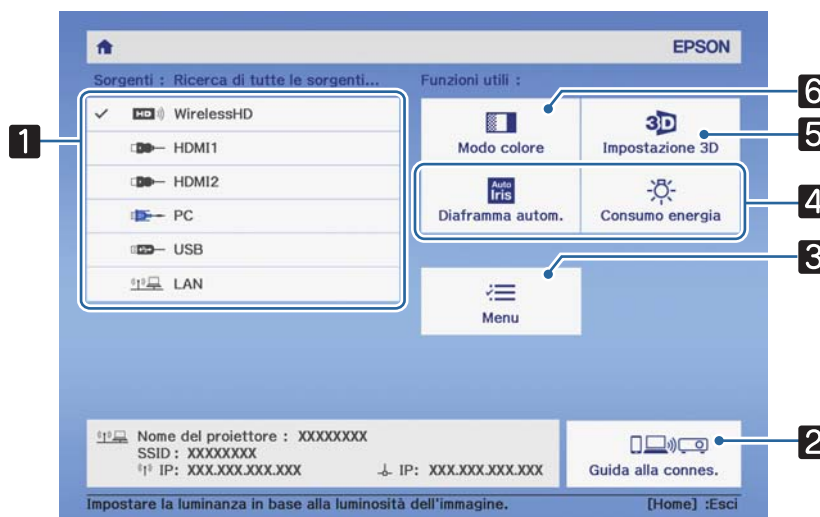 EPSON
Sorgenti : Ricerca di tutte le sorgenti...
Funzioni utili :
1
HD WirelessHD
HDMI1
HDMI2
PC
USB
LAN
6
Modo colore
5
3D
Impostazione 3D
4
Auto
Iris
Diaframma autom.
Consumo energia
3
Menu
Nome del proiettore : XXXXXXXX
SSID : XXXXXXXX
IP: XXX.XXX.XXX.XXX
IP: XXX.XXX.XXX.XXX
2
Guida alla connes.
Impostare la luminanza in base alla luminosità dell'immagine.
[Home] :Esci